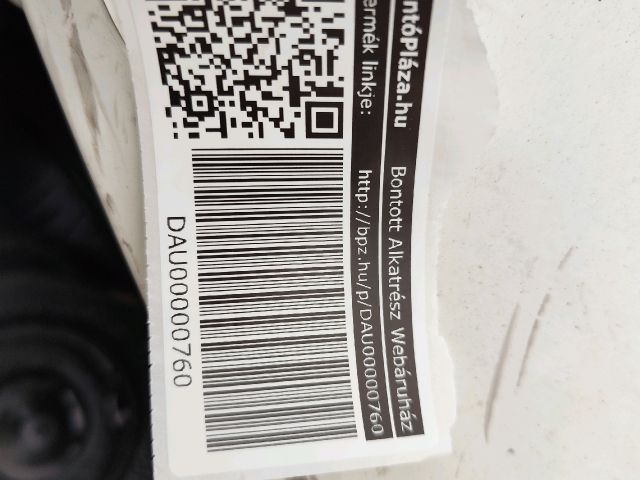 ntóPláza.hu Bontott Alkatrész Webáruház
ermék linkje: http://bpz.hu/p/DAU00000760
DAU00000760